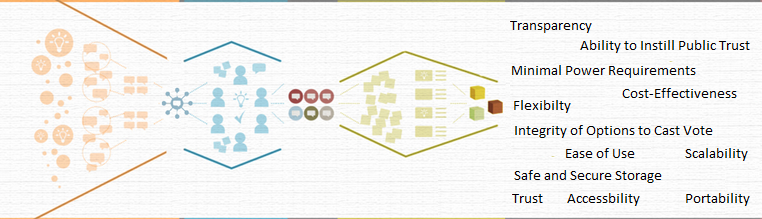 Transparency
Ability to Instill Public Trust
Minimal Power Requirements
Cost-Effectiveness
Flexibilty
Integrity of Options to Cast Vote
Ease of Use Scalability
Safe and Secure Storage
Trust Accessbility Portability